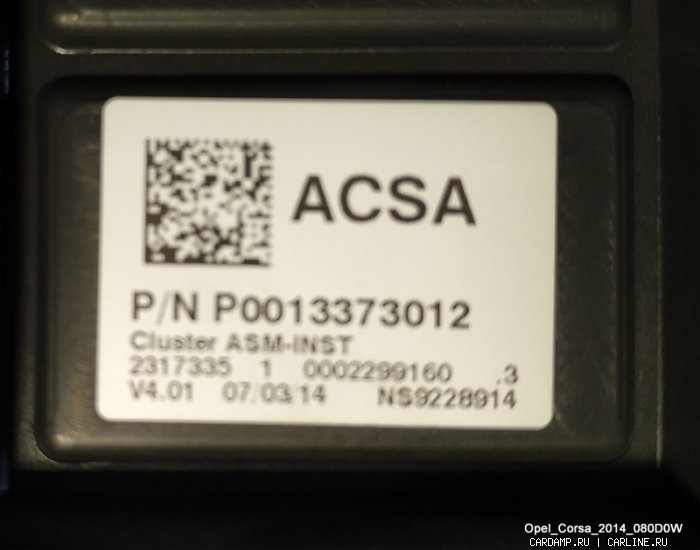 ACSA
P/N P0013373012
Cluster ASM-INST
2317335 1 0002299160 .3
V4.01 07/03/14 NS9228914
Opel_Corsa_2014_080D0W
CARDAMP.RU | CARLINE.RU